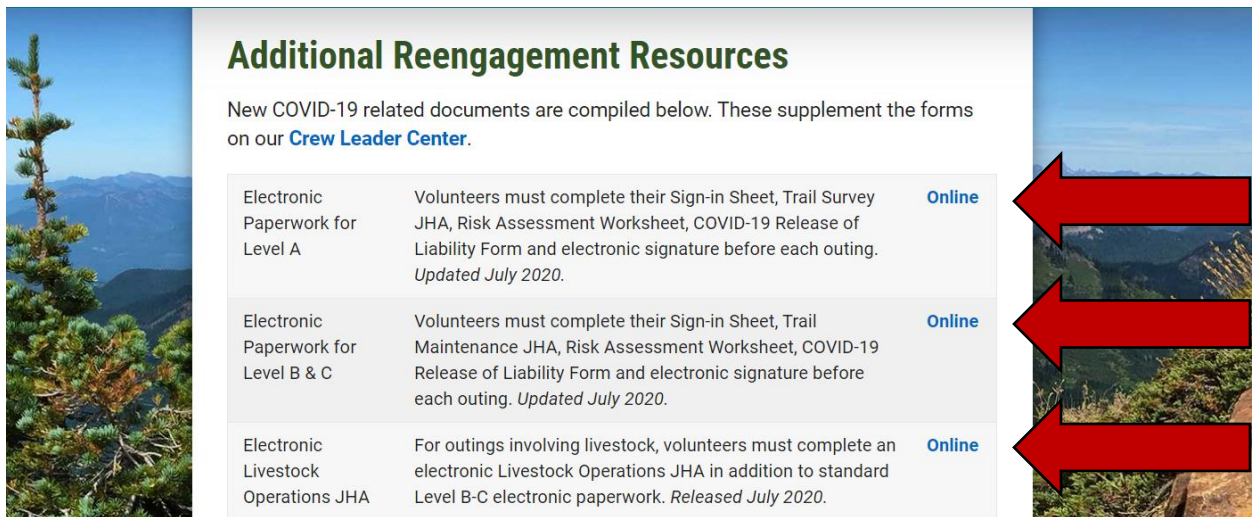 Additional Reengagement Resources
New COVID-19 related documents are compiled below. These supplement the forms
on our Crew Leader Center.
Electronic
Paperwork for
Level A
Volunteers must complete their Sign-in Sheet, Trail Survey
JHA, Risk Assessment Worksheet, COVID-19 Release of
Liability Form and electronic signature before each outing.
Updated July 2020.
Online
Electronic
Paperwork for
Level B & C
Volunteers must complete their Sign-in Sheet, Trail
Maintenance JHA, Risk Assessment Worksheet, COVID-19
Release of Liability Form and electronic signature before
each outing. Updated July 2020.
Online
Electronic
Livestock
Operations JHA
For outings involving livestock, volunteers must complete an
electronic Livestock Operations JHA in addition to standard
Level B-C electronic paperwork. Released July 2020.
Online